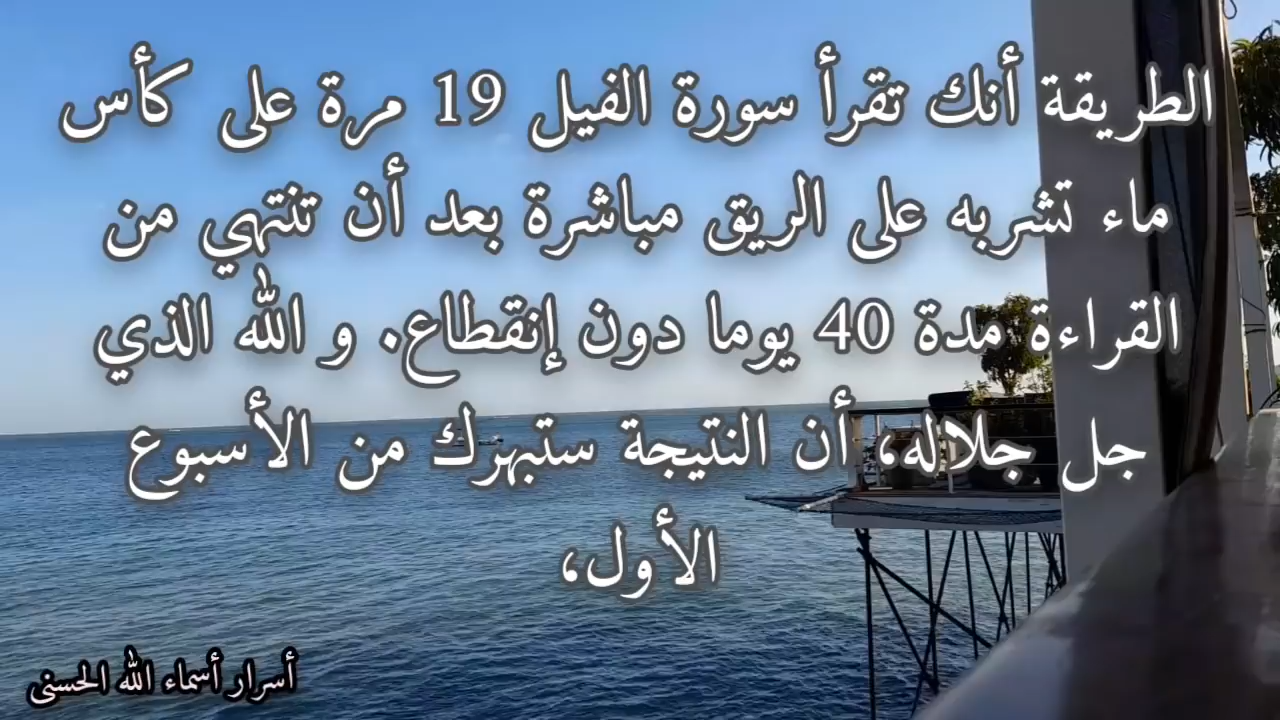 الطريقة أنك تقرأ سورة الفيل 19 مرة على كأس
ماء تشربه على الريق مباشرة بعد أن تنتهي من
القراءة مدة 40 يوما دون إنقطاع. و الله الذي
جل جلاله، أن النتيجة ستبهرك من الأسبوع
الأول،
أسرار أسماء الله الحسنى